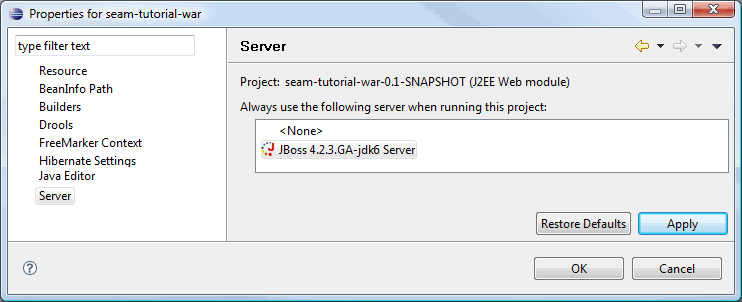 Properties for seam-tutorial-war
type filter text
Resource
BeanInfo Path
Builders
Drools
FreeMarker Context
Hibernate Settings
Java Editor
Server
Server
Project: seam-tutorial-war-0.1-SNAPSHOT (J2EE Web module)
Always use the following server when running this project:
<None>
JBoss 4.2.3.GA-jdk6 Server
Restore Defaults
Apply
?
OK
Cancel